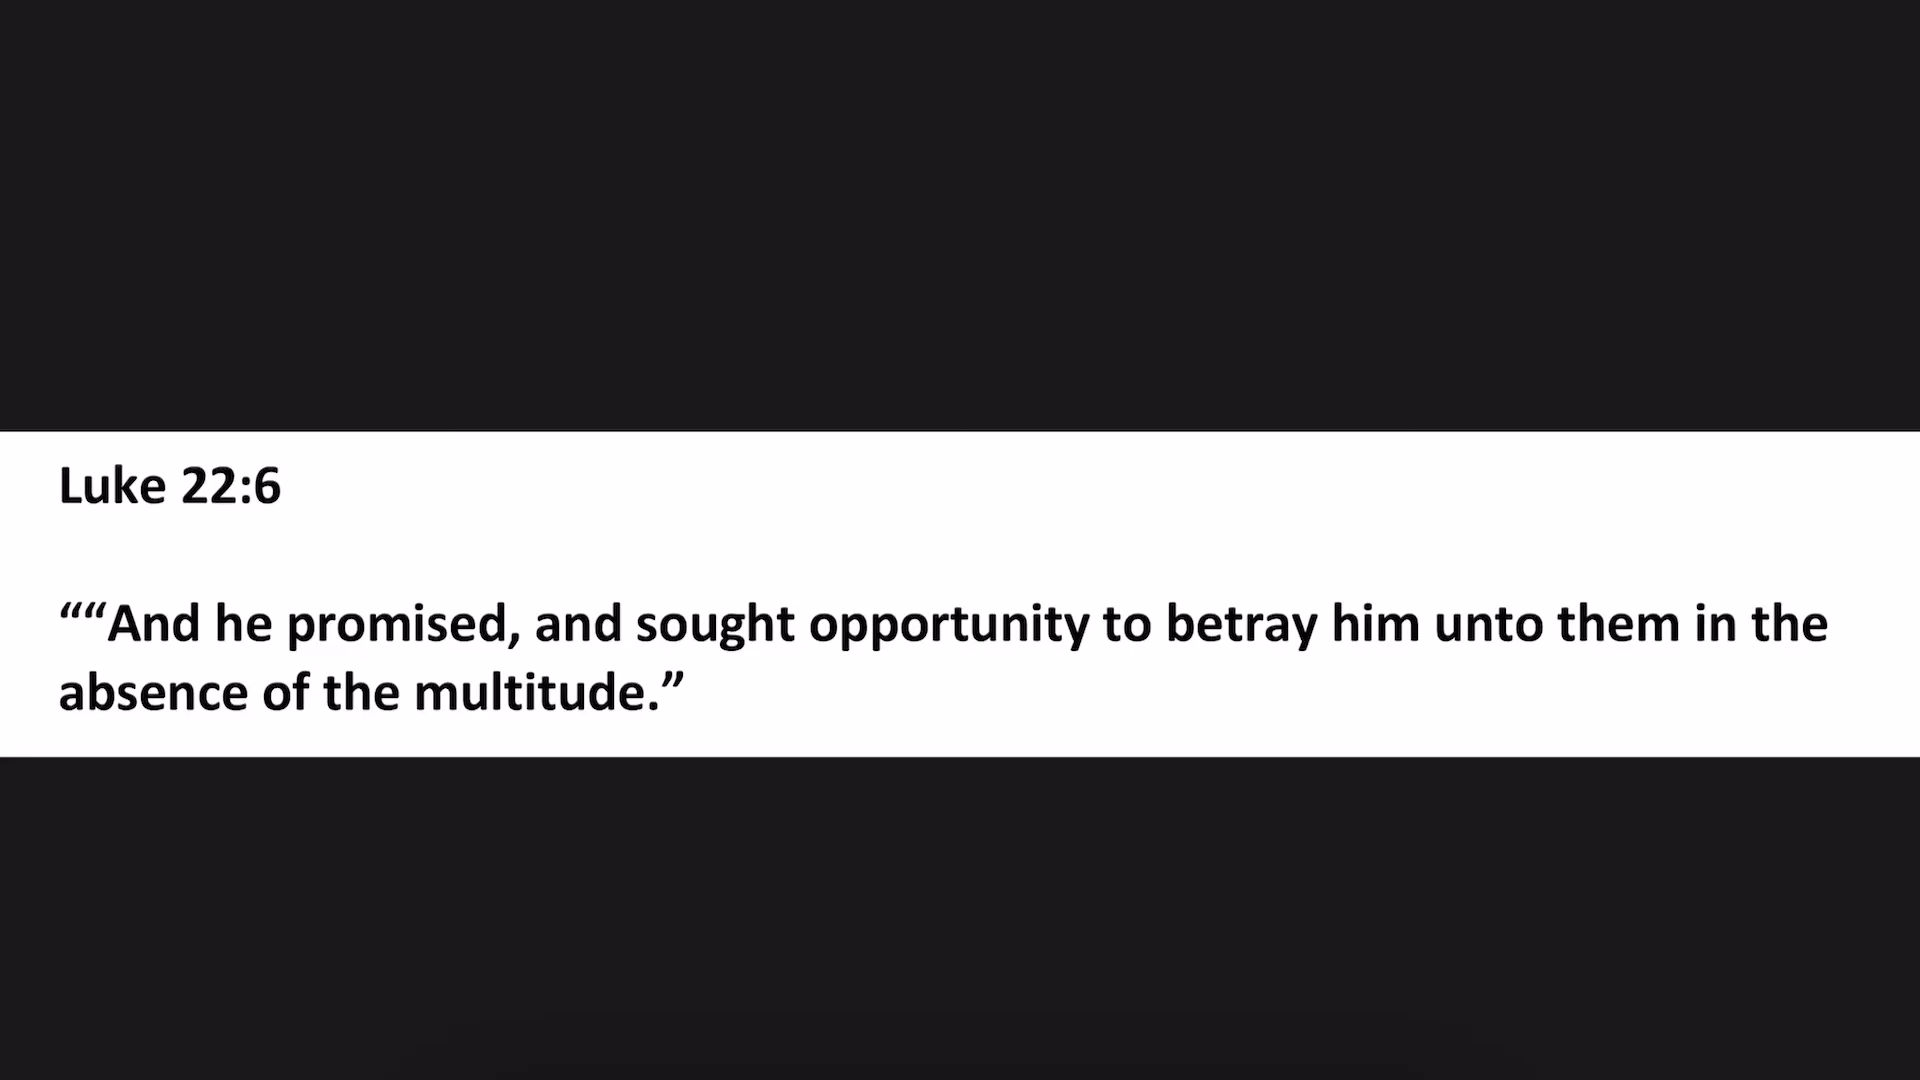 Luke 22:6
““And he promised, and sought opportunity to betray him unto them in the
absence of the multitude.”